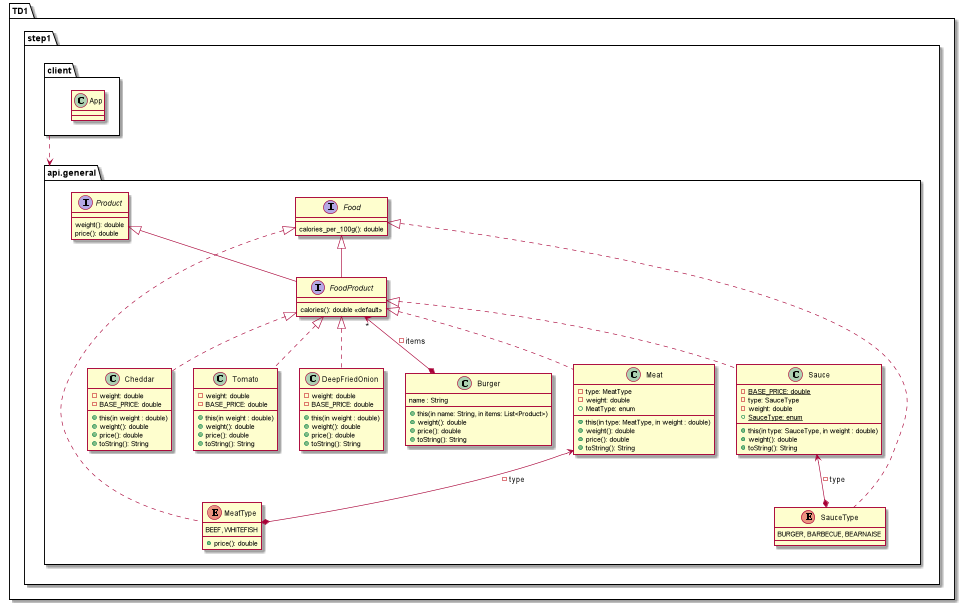 TD1
step1
client
C App
api.general
I Product
weight(): double
price(): double
I Food
calories_per_100g(): double
I FoodProduct
calories(): double «default»
items
C Cheddar
weight: double
BASE_PRICE: double
this(in weight : double)
weight(): double
price(): double
toString(): String
C Tomato
weight: double
BASE_PRICE: double
this(in weight : double)
weight(): double
price(): double
toString(): String
C DeepFriedOnion
weight: double
BASE_PRICE: double
this(in weight : double)
weight(): double
price(): double
toString(): String
C Burger
name : String
this(in name: String, in items: List<Product>)
weight(): double
price(): double
toString(): String
C Meat
type: MeatType
weight: double
MeatType: enum
this(in type: MeatType, in weight : double)
weight(): double
price(): double
toString(): String
C Sauce
BASE_PRICE: double
type: SauceType
weight: double
SauceType: enum
this(in type: SauceType, in weight : double)
weight(): double
toString(): String
type
type
E MeatType
BEEF, WHITEFISH
price(): double
E SauceType
BURGER, BARBECUE, BEARNAISE